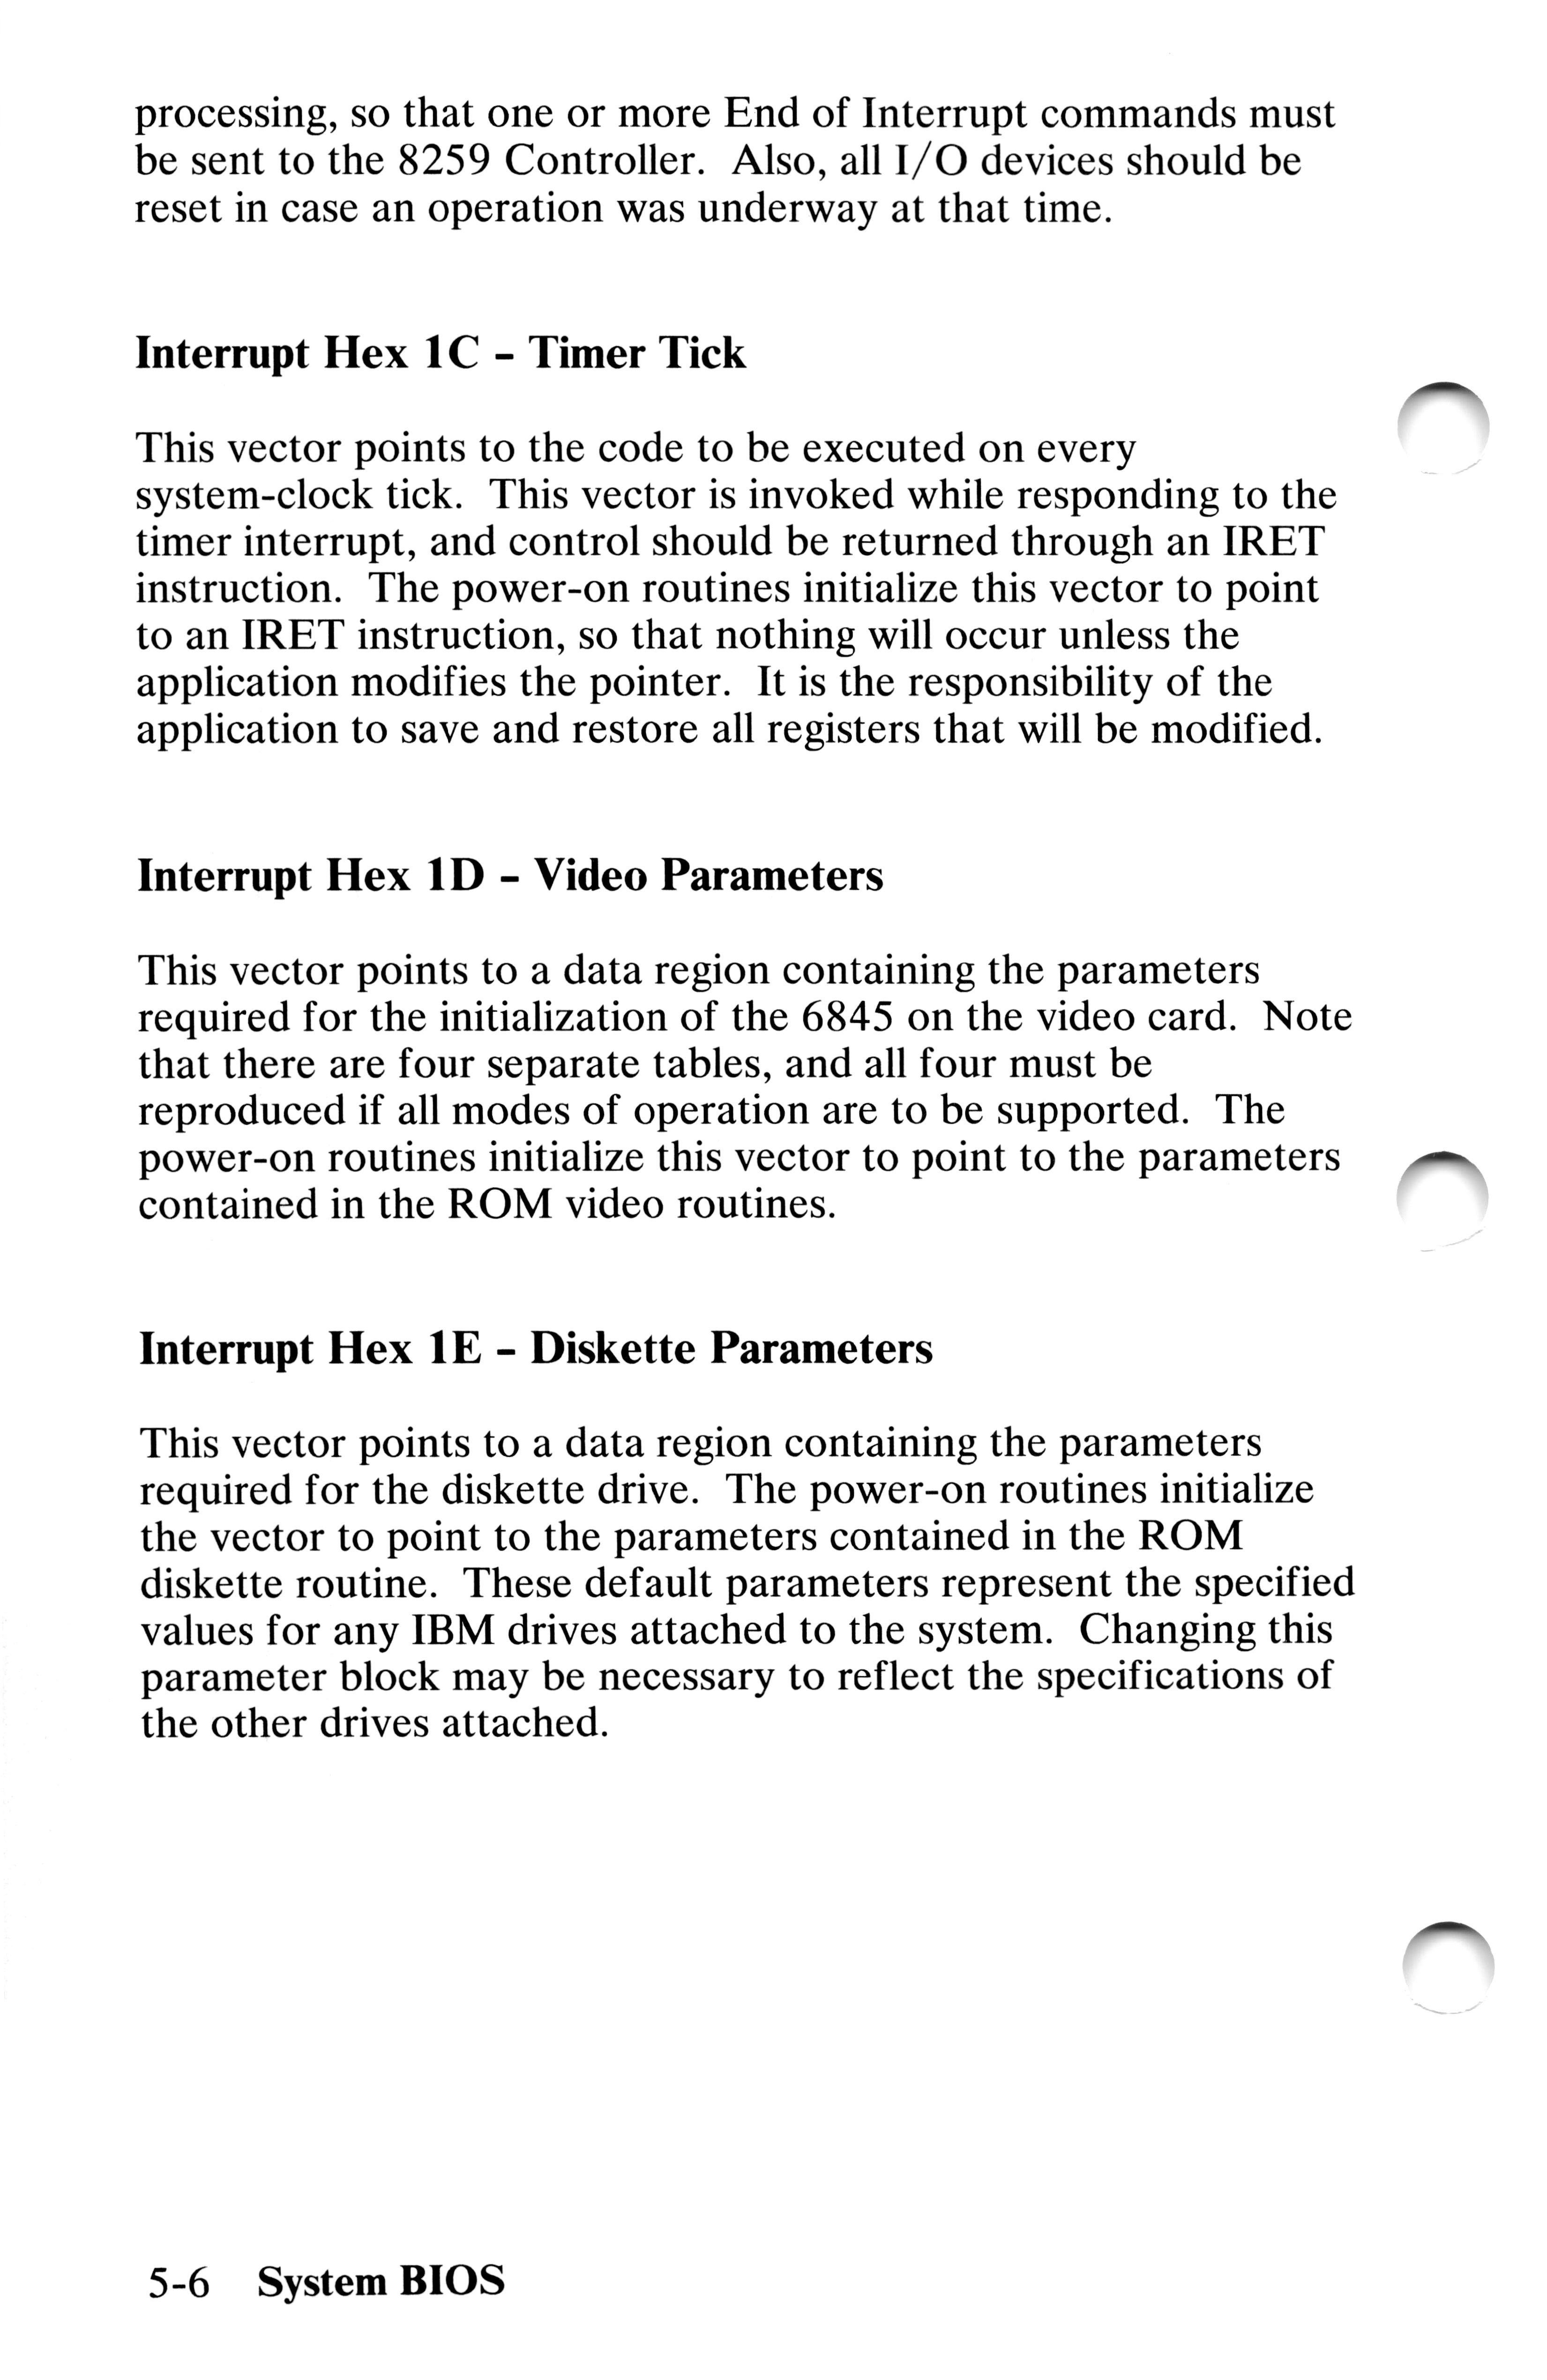 processing, so that one or more End of Interrupt commands must
be sent to the 8259 Controller. Also, all I/O devices should be
reset in case an operation was underway at that time.
Interrupt Hex 1C - Timer Tick
This vector points to the code to be executed on every
system-clock tick. This vector is invoked while responding to the
timer interrupt, and control should be returned through an IRET
instruction. The power-on routines initialize this vector to point
to an IRET instruction, so that nothing will occur unless the
application modifies the pointer. It is the responsibility of the
application to save and restore all registers that will be modified.
Interrupt Hex 1D - Video Parameters
This vector points to a data region containing the parameters
required for the initialization of the 6845 on the video card. Note
that there are four separate tables, and all four must be
reproduced if all modes of operation are to be supported. The
power-on routines initialize this vector to point to the parameters
contained in the ROM video routines.
Interrupt Hex 1E - Diskette Parameters
This vector points to a data region containing the parameters
required for the diskette drive. The power-on routines initialize
the vector to point to the parameters contained in the ROM
diskette routine. These default parameters represent the specified
values for any IBM drives attached to the system. Changing this
parameter block may be necessary to reflect the specifications of
the other drives attached.
5-6 System BIOS